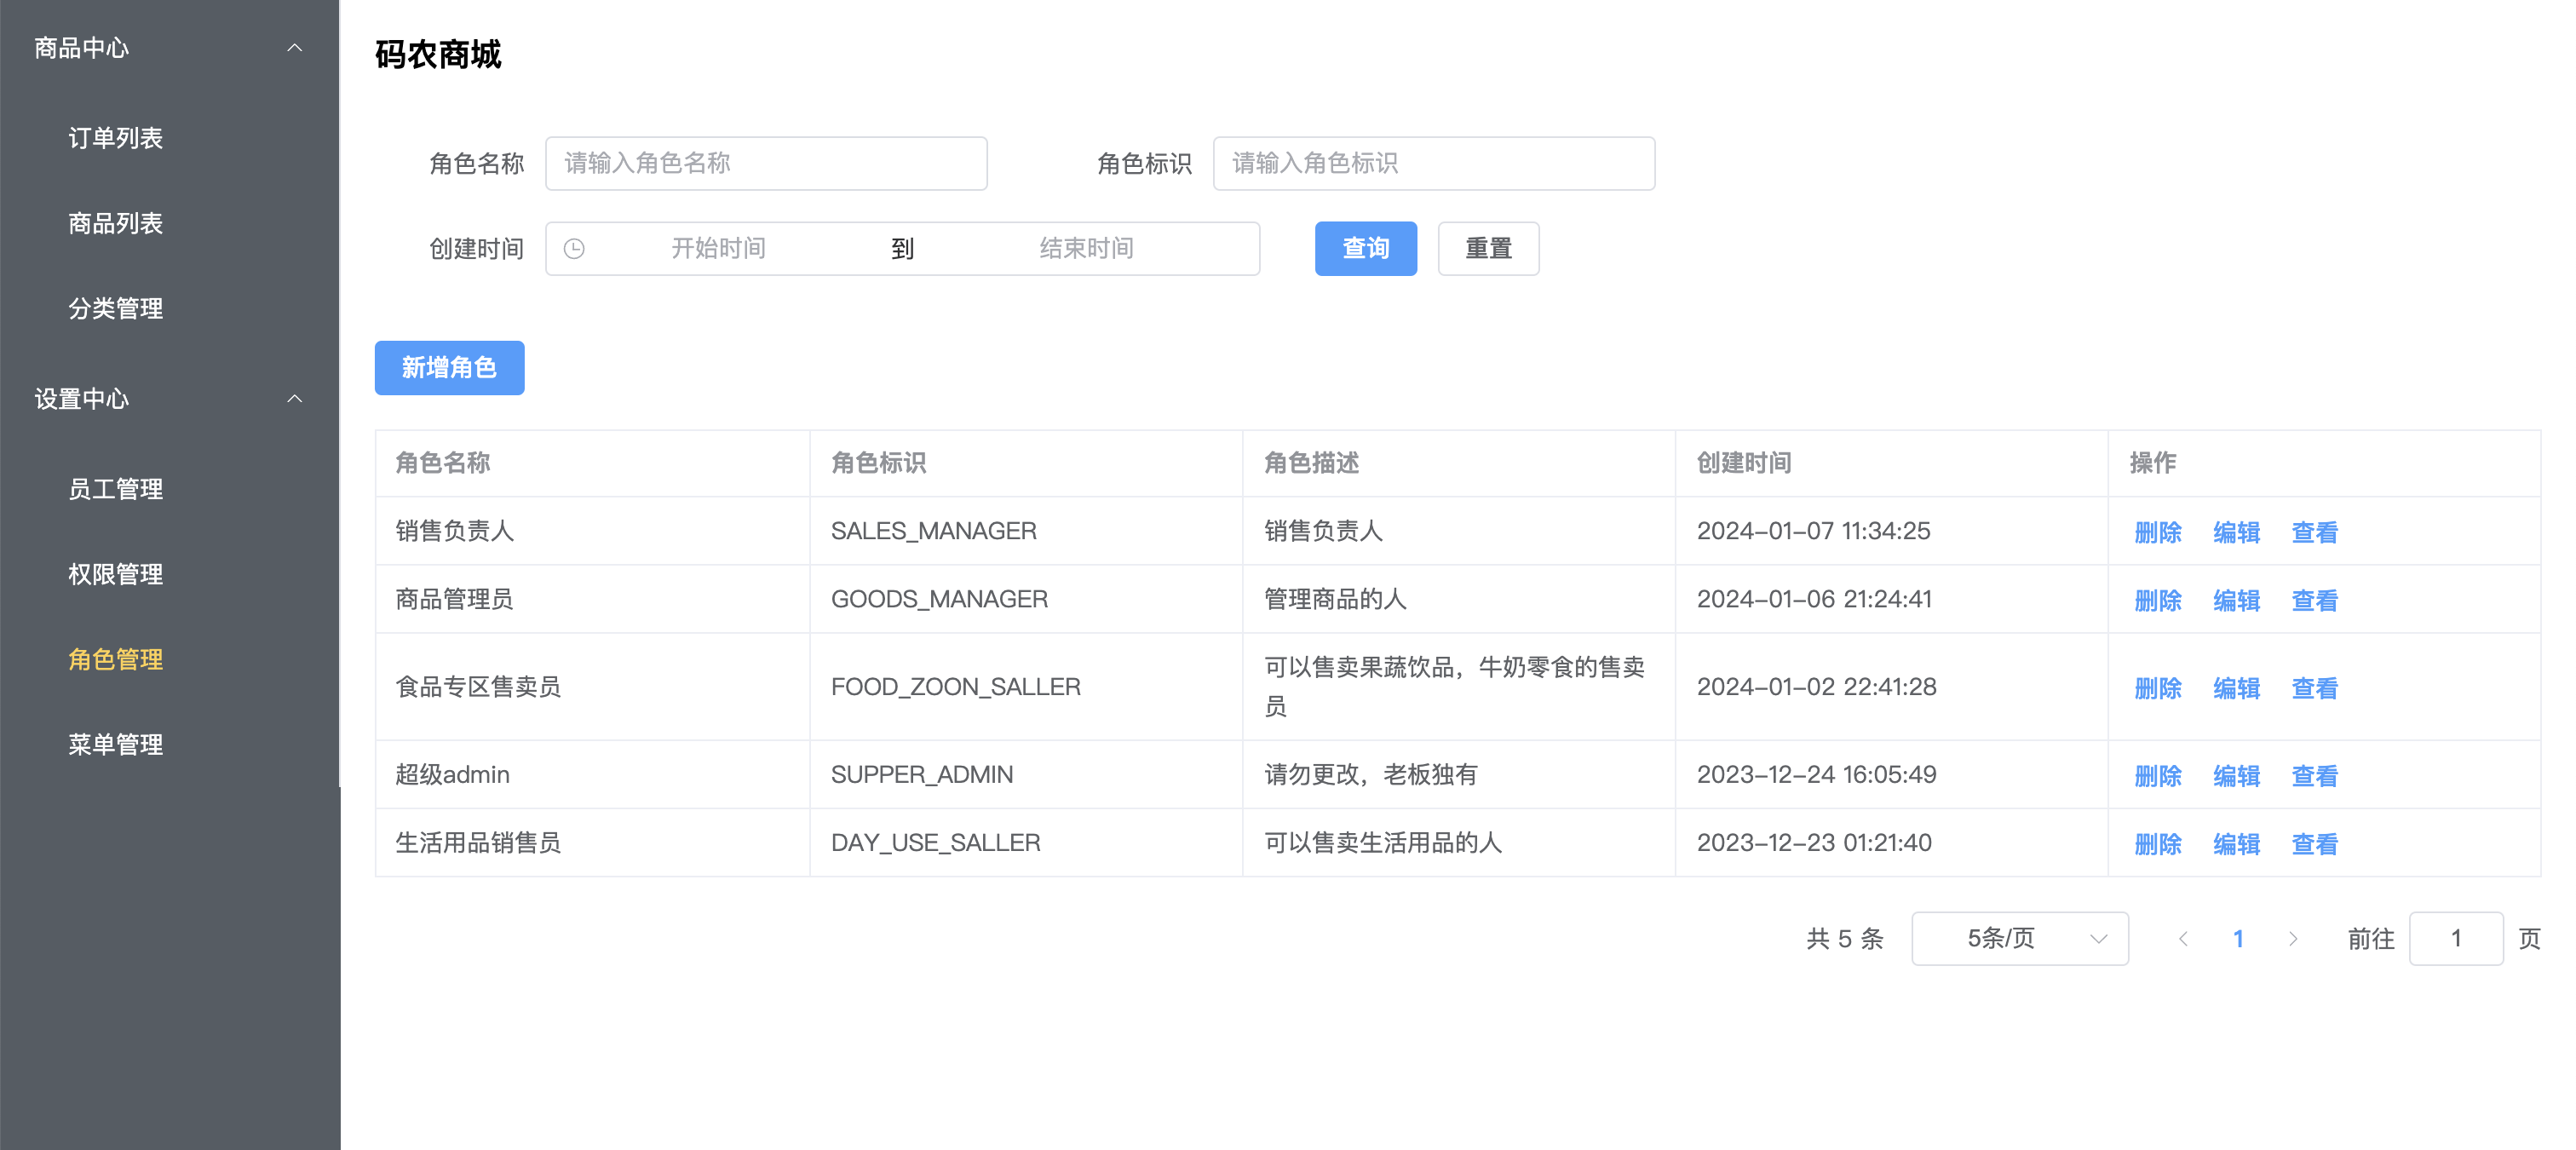 商品中心
订单列表
商品列表
分类管理
设置中心
员工管理
权限管理
角色管理
菜单管理
码农商城
角色名称 请输入角色名称 角色标识 请输入角色标识
创建时间 开始时间 到 结束时间 查询 重置
新增角色
角色名称 角色标识 角色描述 创建时间 操作
销售负责人 SALES_MANAGER 销售负责人 2024-01-07 11:34:25 删除 编辑 查看
商品管理员 GOODS_MANAGER 管理商品的人 2024-01-06 21:24:41 删除 编辑 查看
食品专区售卖员 FOOD_ZOON_SALLER 可以售卖果蔬饮品，牛奶零食的售卖
员 2024-01-02 22:41:28 删除 编辑 查看
超级admin SUPPER_ADMIN 请勿更改，老板独有 2023-12-24 16:05:49 删除 编辑 查看
生活用品销售员 DAY_USE_SALLER 可以售卖生活用品的人 2023-12-23 01:21:40 删除 编辑 查看
共 5 条 5条/页 1 前往 1 页